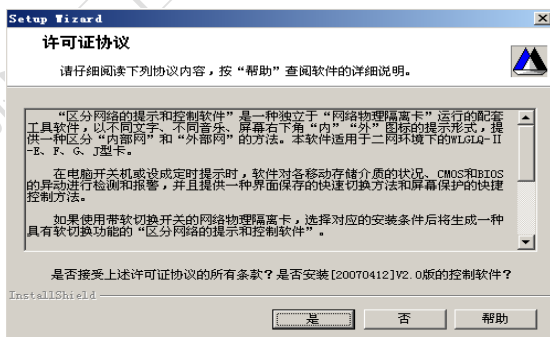 Setup Wizard
许可证协议
请仔细阅读下列协议内容，按“帮助”查阅软件的详细说明。
“区分网络的提示和控制软件”是一种独立于“网络物理隔离卡”运行的配套
工具软件，以不同文字、不同音乐、屏幕右下角“内”“外”图标的提示形式，提
供一种区分“内部网”和“外部网”的方法。本软件适用于二网环境下的WLGLQ-II
-E、F、G、J型卡。
在电脑开关机或设成定时提示时，软件对各移动存储介质的状况、CMOS和BIOS
的异动进行检测和报警，并且提供一种界面保存的快速切换方法和屏幕保护的快捷
控制方法。
如果使用带软切换开关的网络物理隔离卡，选择对应的安装条件后将生成一种
具有软切换功能的“区分网络的提示和控制软件”。
是否接受上述许可证协议的所有条款？是否安装[20070412]V2.0版的控制软件？
InstallShield
是 否 帮助